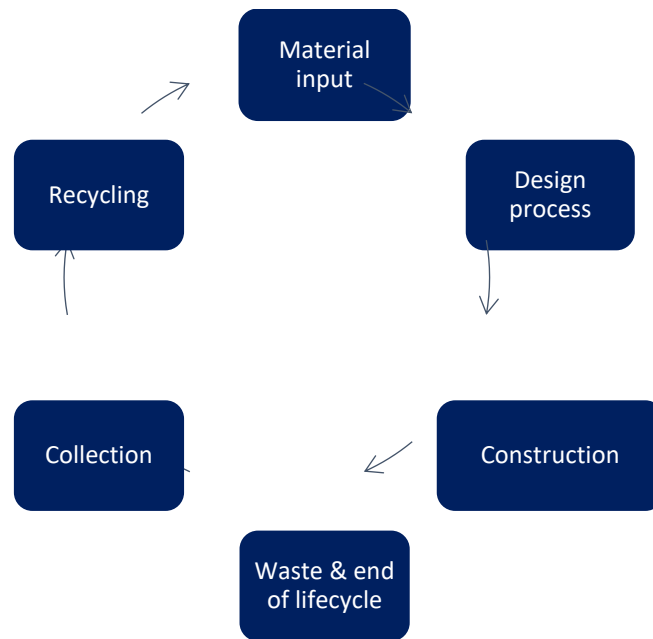 Material
input
Design
process
Construction
Waste & end
of lifecycle
Collection
Recycling